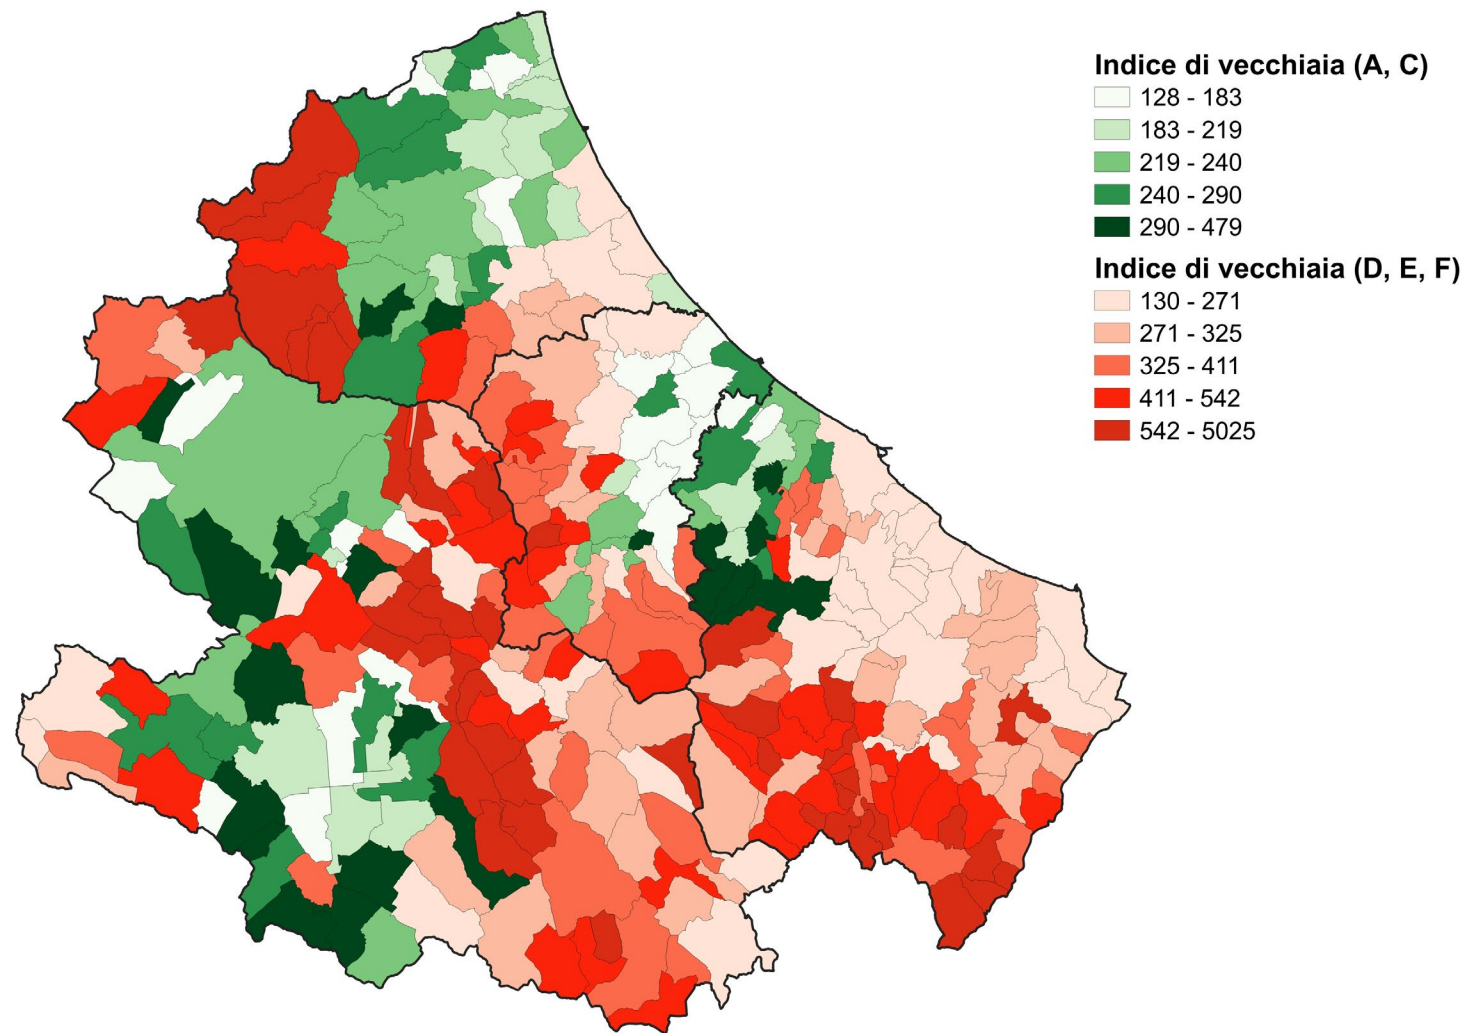 Indice di vecchiaia (A, C)
128 - 183
183 - 219
219 - 240
240 - 290
290 - 479
Indice di vecchiaia (D, E, F)
130 - 271
271 - 325
325 - 411
411 - 542
542 - 5025